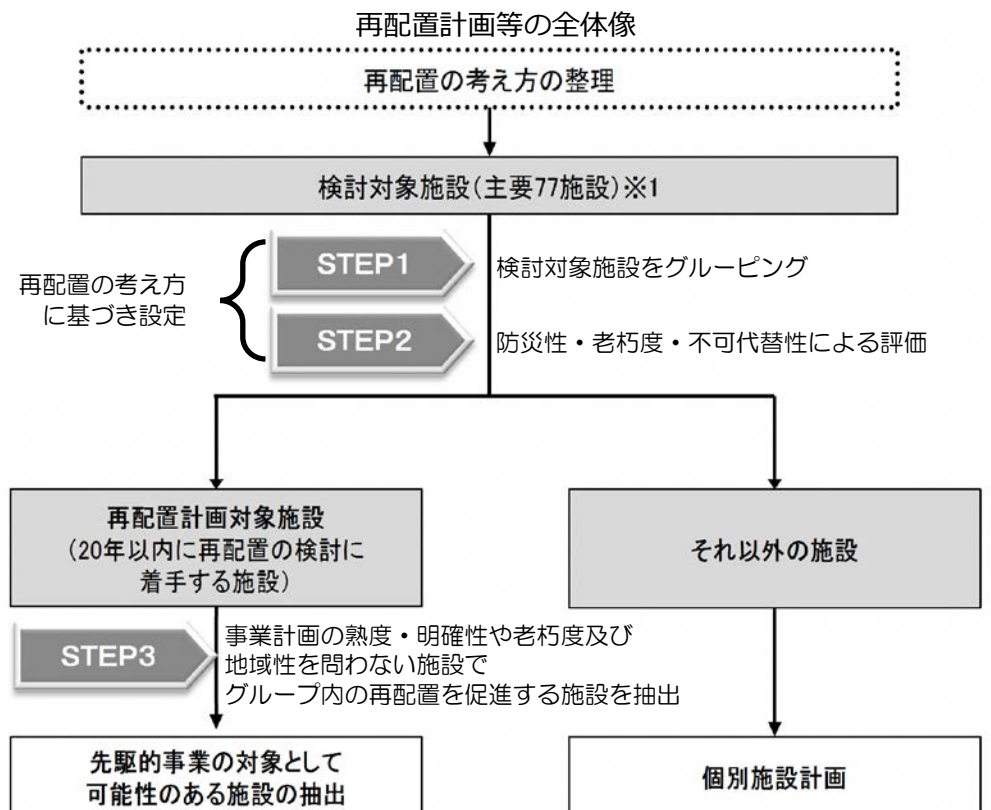 再配置計画等の全体像
再配置の考え方の整理
検討対象施設(主要77施設)※1
再配置の考え方
に基づき設定
STEP1
検討対象施設をグルーピング
STEP2
防災性・老朽度・不可代替性による評価
再配置計画対象施設
(20年以内に再配置の検討に
着手する施設)
それ以外の施設
STEP3
事業計画の熟度・明確性や老朽度及び
地域性を問わない施設で
グループ内の再配置を促進する施設を抽出
先駆的事業の対象として
可能性のある施設の抽出
個別施設計画